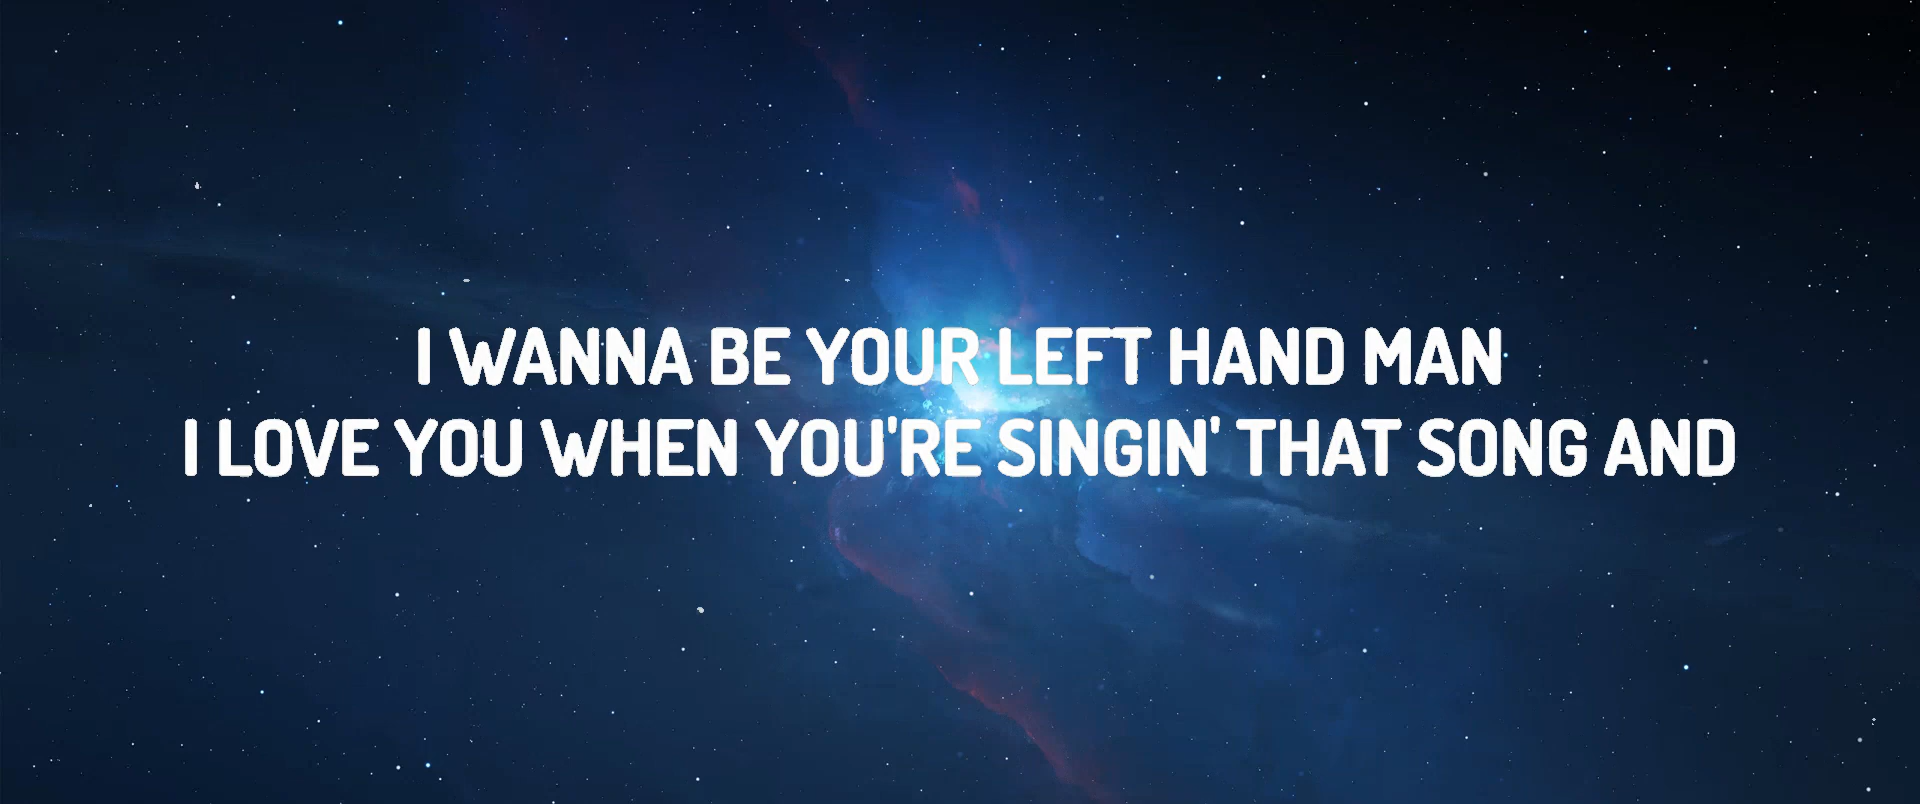 I WANNA BE YOUR LEFT HAND MAN
I LOVE YOU WHEN YOU'RE SINGIN' THAT SONG AND